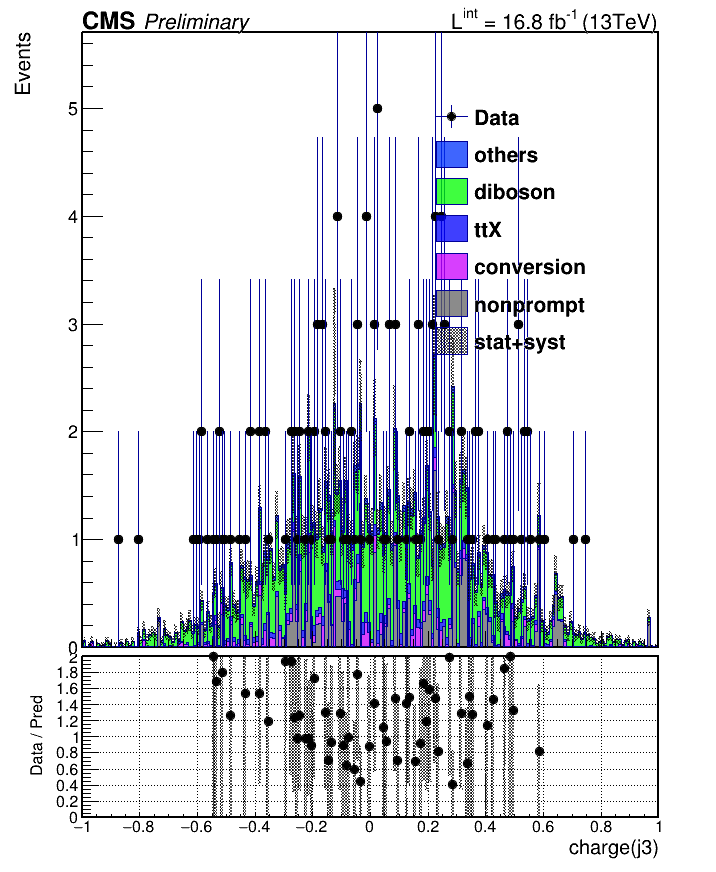 CMS Preliminary L^int = 16.8 fb^-1 (13TeV)
Events
5
4
3
2
1
0
Data
others
diboson
ttX
conversion
nonprompt
stat+syst
Data / Pred
2
1.8
1.6
1.4
1.2
1
0.8
0.6
0.4
0.2
0
−1 −0.8 −0.6 −0.4 −0.2 0 0.2 0.4 0.6 0.8 1
charge(j3)